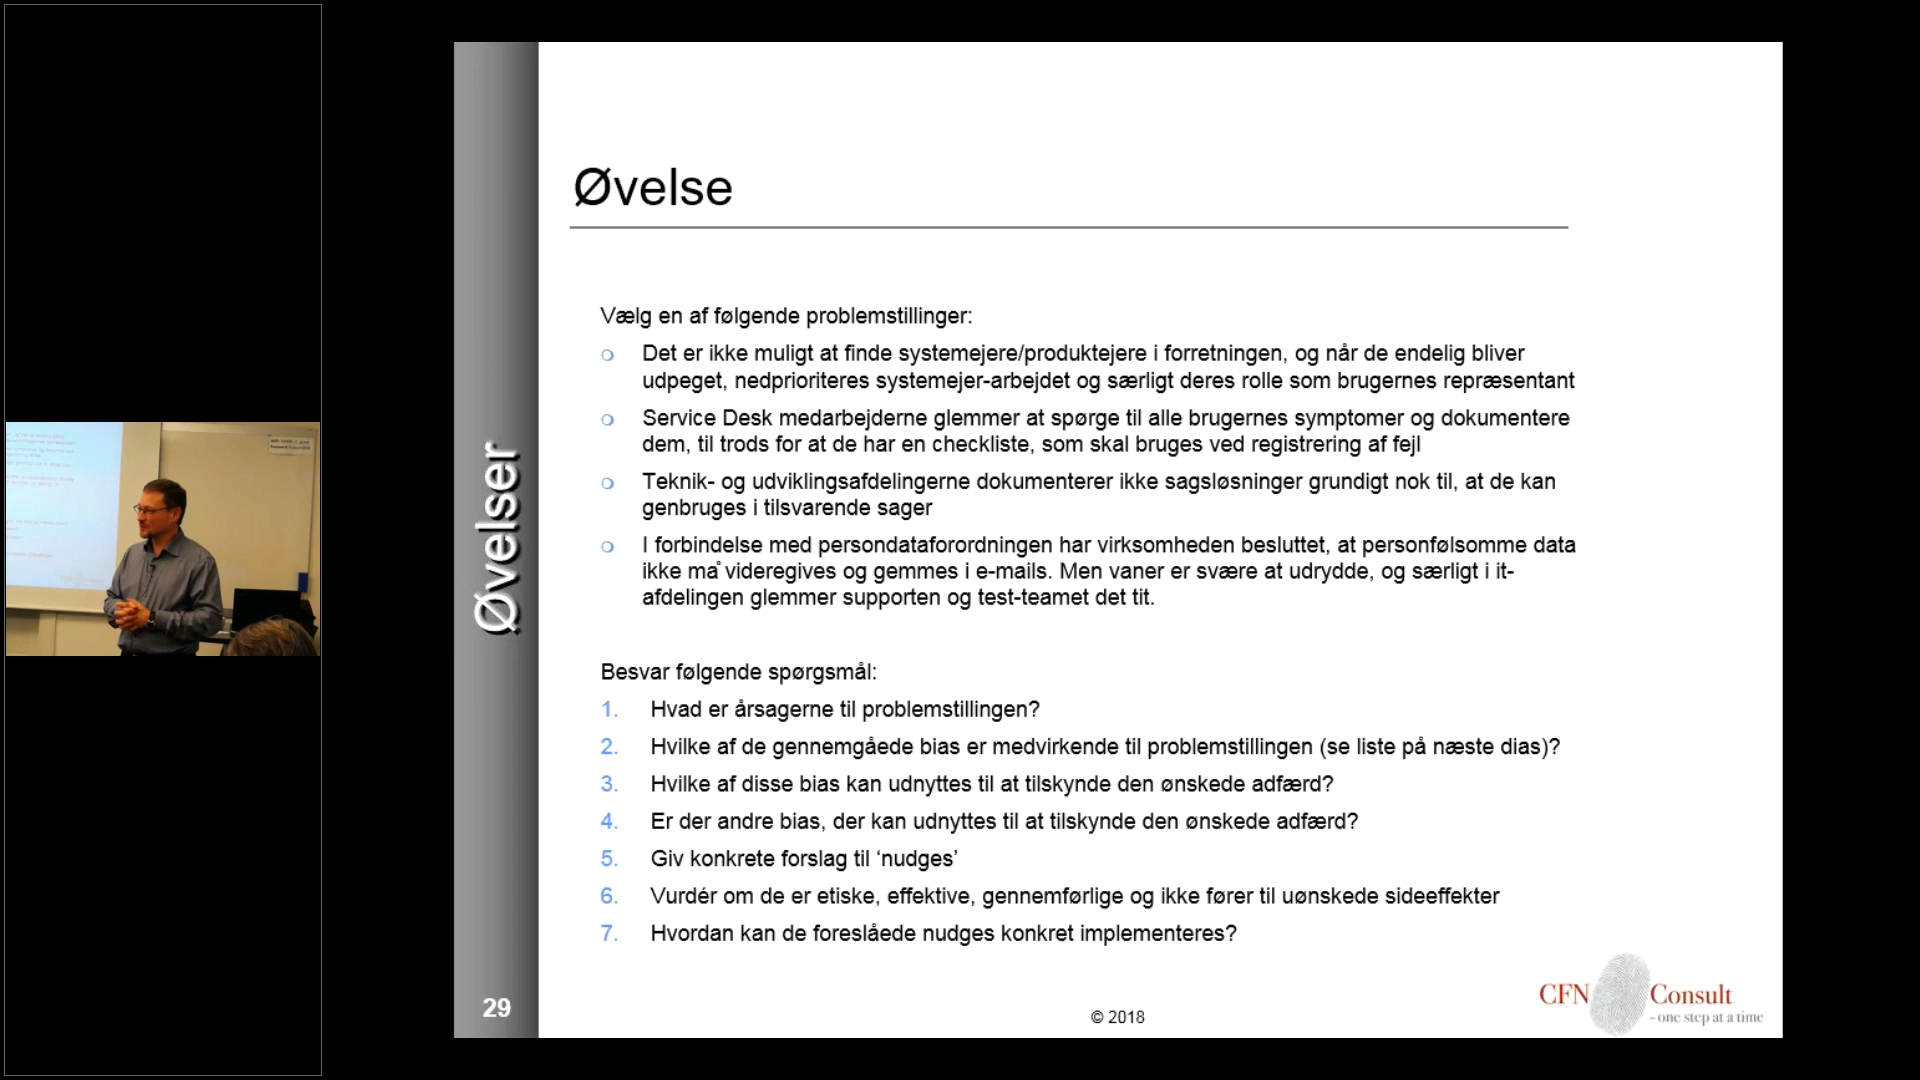 Øvelser
Øvelse
Vælg en af følgende problemstillinger:
Det er ikke muligt at finde systemejere/produktejere i forretningen, og når de endelig bliver
udpeget, nedprioriteres systemejer-arbejdet og særligt deres rolle som brugernes repræsentant
Service Desk medarbejderne glemmer at spørge til alle brugernes symptomer og dokumentere
dem, til trods for at de har en checkliste, som skal bruges ved registrering af fejl
Teknik- og udviklingsafdelingerne dokumenterer ikke sagsløsninger grundigt nok til, at de kan
genbruges i tilsvarende sager
I forbindelse med persondataforordningen har virksomheden besluttet, at personfølsomme data
ikke må videregives og gemmes i e-mails. Men vaner er svære at udrydde, og særligt i it-
afdelingen glemmer supporten og test-teamet det tit.
Besvar følgende spørgsmål:
1. Hvad er årsagerne til problemstillingen?
2. Hvilke af de gennemgåede bias er medvirkende til problemstillingen (se liste på næste dias)?
3. Hvilke af disse bias kan udnyttes til at tilskynde den ønskede adfærd?
4. Er der andre bias, der kan udnyttes til at tilskynde den ønskede adfærd?
5. Giv konkrete forslag til ‘nudges’
6. Vurdér om de er etiske, effektive, gennemførlige og ikke fører til uønskede sideeffekter
7. Hvordan kan de foreslåede nudges konkret implementeres?
29
© 2018
CFN Consult
- one step at a time